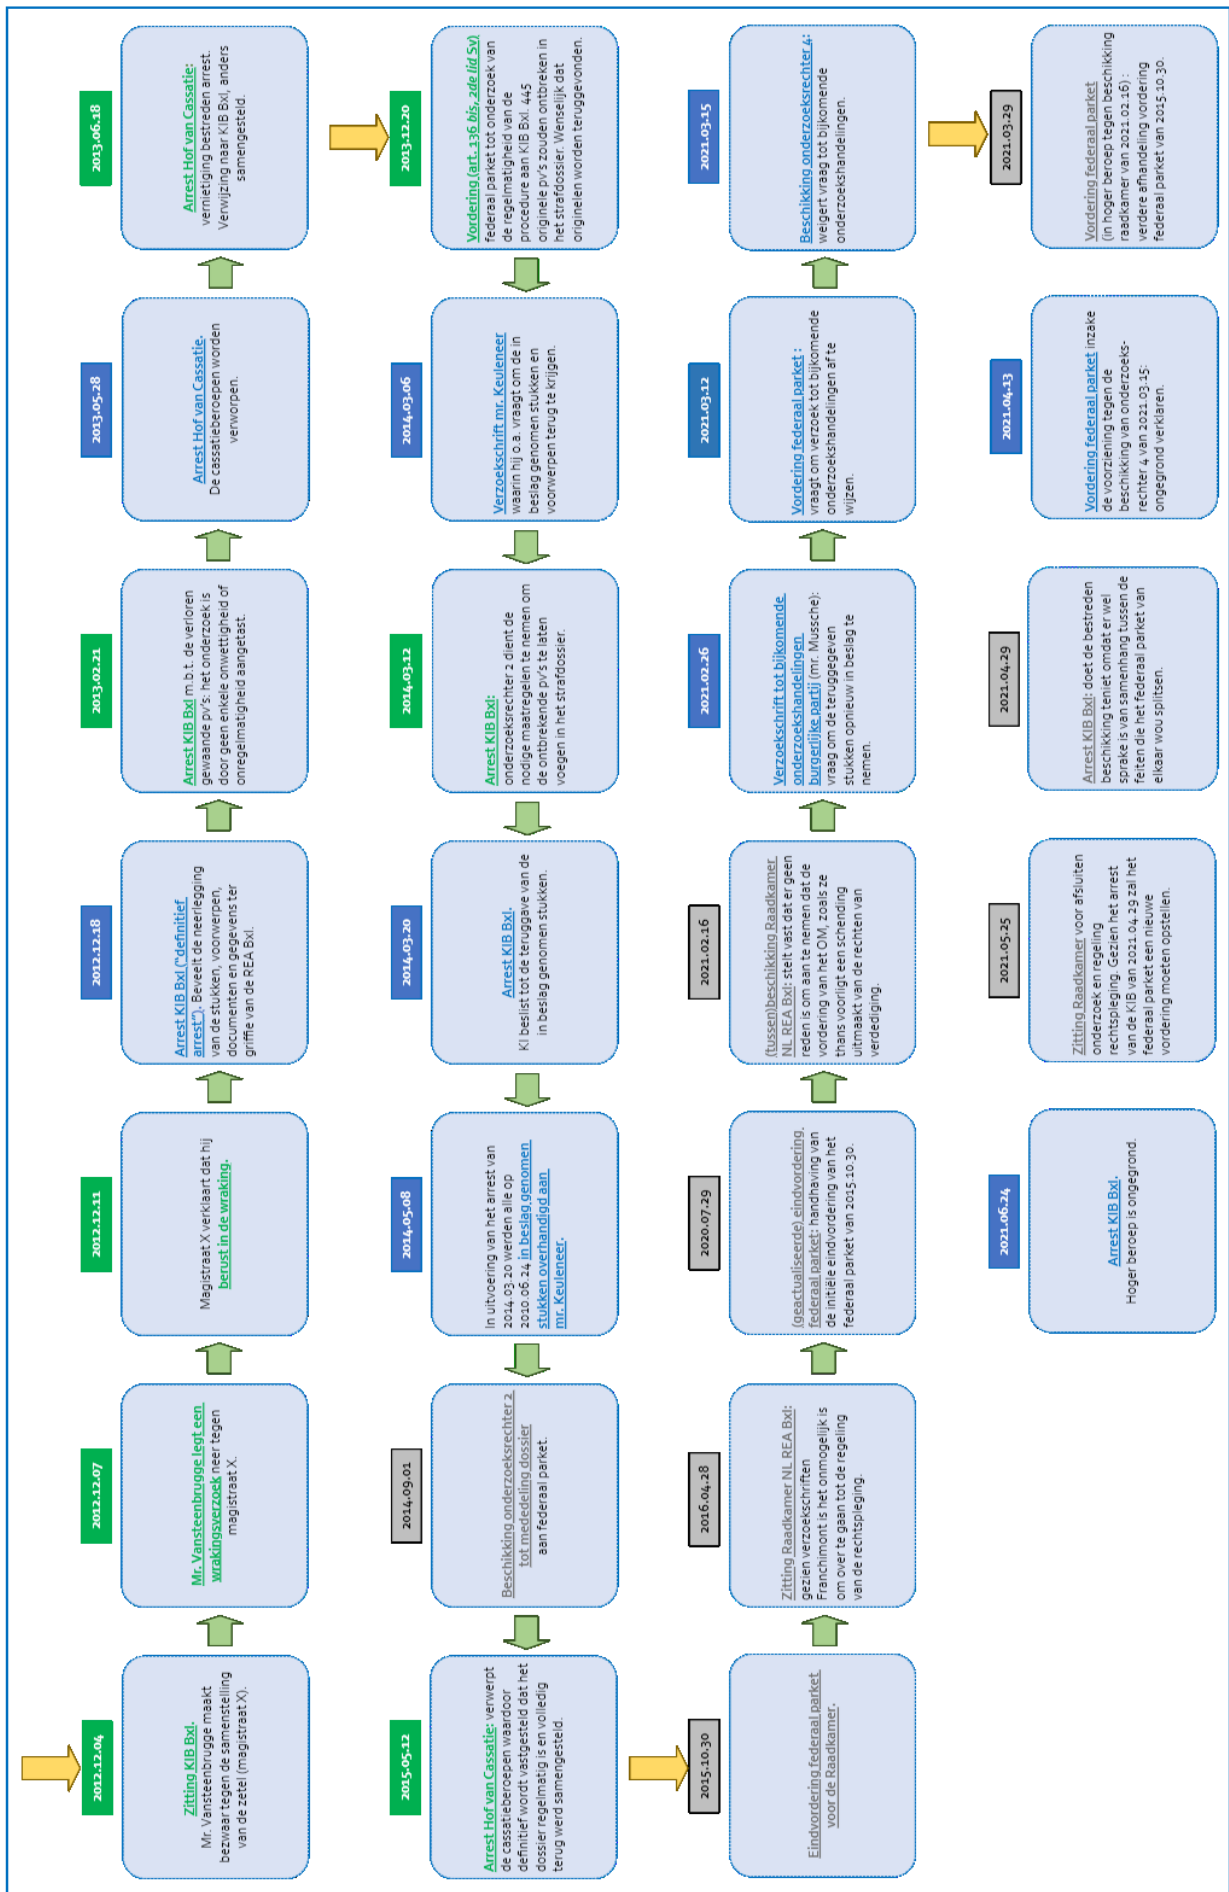 2012.12.04
Zitting KIB Bxl.
Mr. Vansteenbrugge maakt
bezwaar tegen de samenstelling
van de zetel (magistraat X).
2012.12.07
Mr. Vansteenbrugge legt een
wrakingsverzoek neer tegen
magistraat X.
2012.12.11
Magistraat X verklaart dat hij
berust in de wraking.
2012.12.18
Arrest KIB Bxl ("definitief
arrest"). Beveelt de neerlegging
van de stukken, voorwerpen,
documenten en gegevens ter
griffie van de REA Bxl.
2013.02.21
Arrest KIB Bxl m.b.t. de verloren
gewaande pv's: het onderzoek is
door geen enkele onwettigheid of
onregelmatigheid aangetast.
2013.05.28
Arrest Hof van Cassatie.
De cassatieberoepen worden
verworpen.
2013.06.18
Arrest Hof van Cassatie:
vernietiging bestreden arrest.
Verwijzing naar KIB Bxl, anders
samengesteld.
2013.12.20
Vordering (art. 136 bis, 2de lid Sv)
federaal parket tot onderzoek van
de regelmatigheid van de
procedure aan KIB Bxl. 445
originele pv's zouden ontbreken in
het strafdossier. Wenselijk dat
originelen worden teruggevonden.
2014.03.06
Verzoekschrift mr. Keuleneer
waarin hij o.a. vraagt om de in
beslag genomen stukken en
voorwerpen terug te krijgen.
2014.03.12
Arrest KIB Bxl:
onderzoeksrechter 2 dient de
nodige maatregelen te nemen om
de ontbrekende pv's te laten
voegen in het strafdossier.
2014.03.20
Arrest KIB Bxl.
KI beslist tot de teruggave van de
in beslag genomen stukken.
2014.05.08
In uitvoering van het arrest van
2014.03.20 werden alle op
2010.06.24 in beslag genomen
stukken overhandigd aan
mr. Keuleneer.
2014.09.01
Beschikking onderzoeksrechter 2
tot mededeling dossier
aan federaal parket.
2015.05.12
Arrest Hof van Cassatie: verwerpt
de cassatieberoepen waardoor
definitief wordt vastgesteld dat het
dossier regelmatig is en volledig
terug werd samengesteld.
2015.10.30
Eindvordering federaal parket
voor de Raadkamer.
2016.04.28
Zitting Raadkamer NL REA Bxl:
gezien verzoekschriften
Franchimont is het onmogelijk is
om over te gaan tot de regeling
van de rechtspleging.
2020.07.29
(geactualiseerde) eindvordering
federaal parket: handhaving van
de initiële eindvordering van het
federaal parket van 2015.10.30.
2021.02.16
(tussen)beschikking Raadkamer
NL REA Bxl: stelt vast dat er geen
reden is om aan te nemen dat de
vordering van het OM, zoals ze
thans voorligt een schending
uitmaakt van de rechten van
verdediging.
2021.02.26
Verzoekschrift tot bijkomende
onderzoekshandelingen
burgerlijke partij (mr. Mussche):
vraag om de teruggegeven
stukken opnieuw in beslag te
nemen.
2021.03.12
Vordering federaal parket :
vraagt om verzoek tot bijkomende
onderzoekshandelingen af te
wijzen.
2021.03.15
Beschikking onderzoeksrechter 4:
weigert vraag tot bijkomende
onderzoekshandelingen.
2021.03.29
Vordering federaal parket
(in hoger beroep tegen beschikking
raadkamer van 2021.02.16) :
verdere afhandeling vordering
federaal parket van 2015.10.30.
2021.04.13
Vordering federaal parket inzake
de voorziening tegen de
beschikking van onderzoeks-
rechter 4 van 2021.03.15:
ongegrond verklaren.
2021.04.29
Arrest KIB Bxl: doet de bestreden
beschikking teniet omdat er wel
sprake is van samenhang tussen de
feiten die het federaal parket van
elkaar wou splitsen.
2021.05.25
Zitting Raadkamer voor afsluiten
onderzoek en regeling
rechtspleging. Gezien het arrest
van de KIB van 2021.04.29 zal het
federaal parket een nieuwe
vordering moeten opstellen.
2021.06.24
Arrest KIB Bxl.
Hoger beroep is ongegrond.